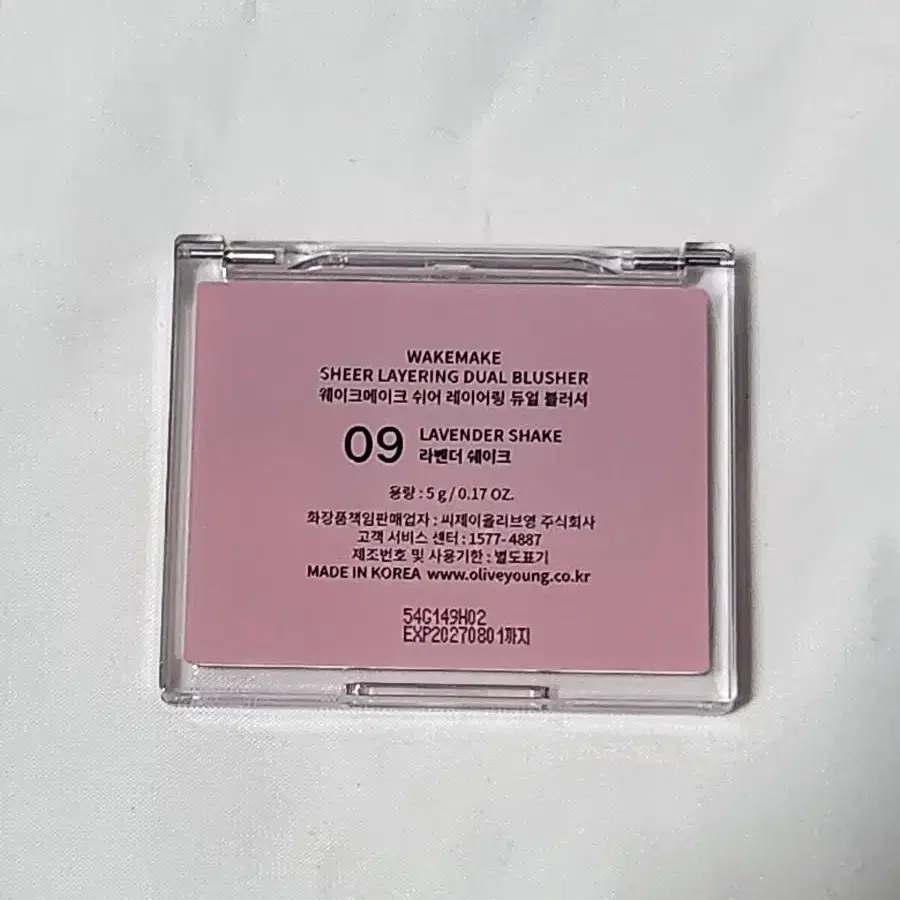 WAKEMAKE
SHEER LAYERING DUAL BLUSHER
웨이크메이크 쉬어 레이어링 듀얼 블러셔
09 LAVENDER SHAKE
라벤더 쉐이크
용량 : 5 g / 0.17 OZ.
화장품책임판매업자 : 씨제이올리브영 주식회사
고객 서비스 센터 : 1577- 4887
제조번호 및 사용기한 : 별도표기
MADE IN KOREA www.oliveyoung.co.kr
54G149H02
EXP20270801까지